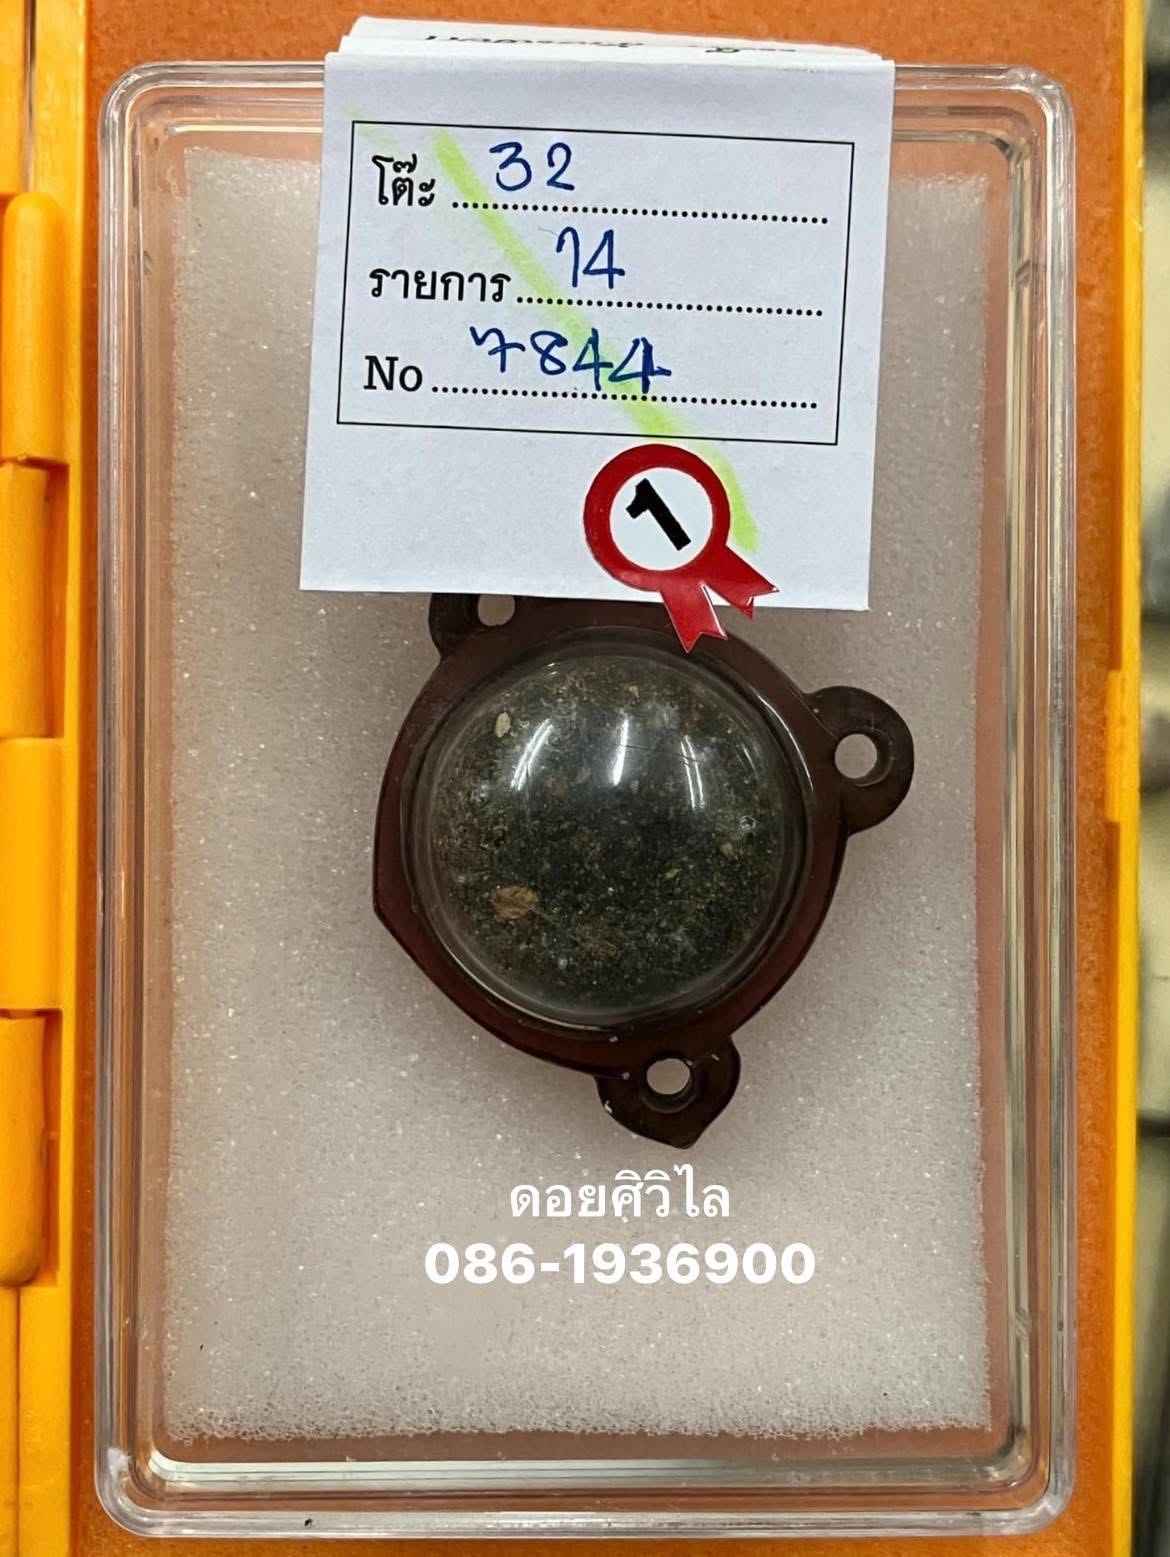 โต๊ะ 32
รายการ 14
No 7844
1
ดอยศิวิไล
086-1936900